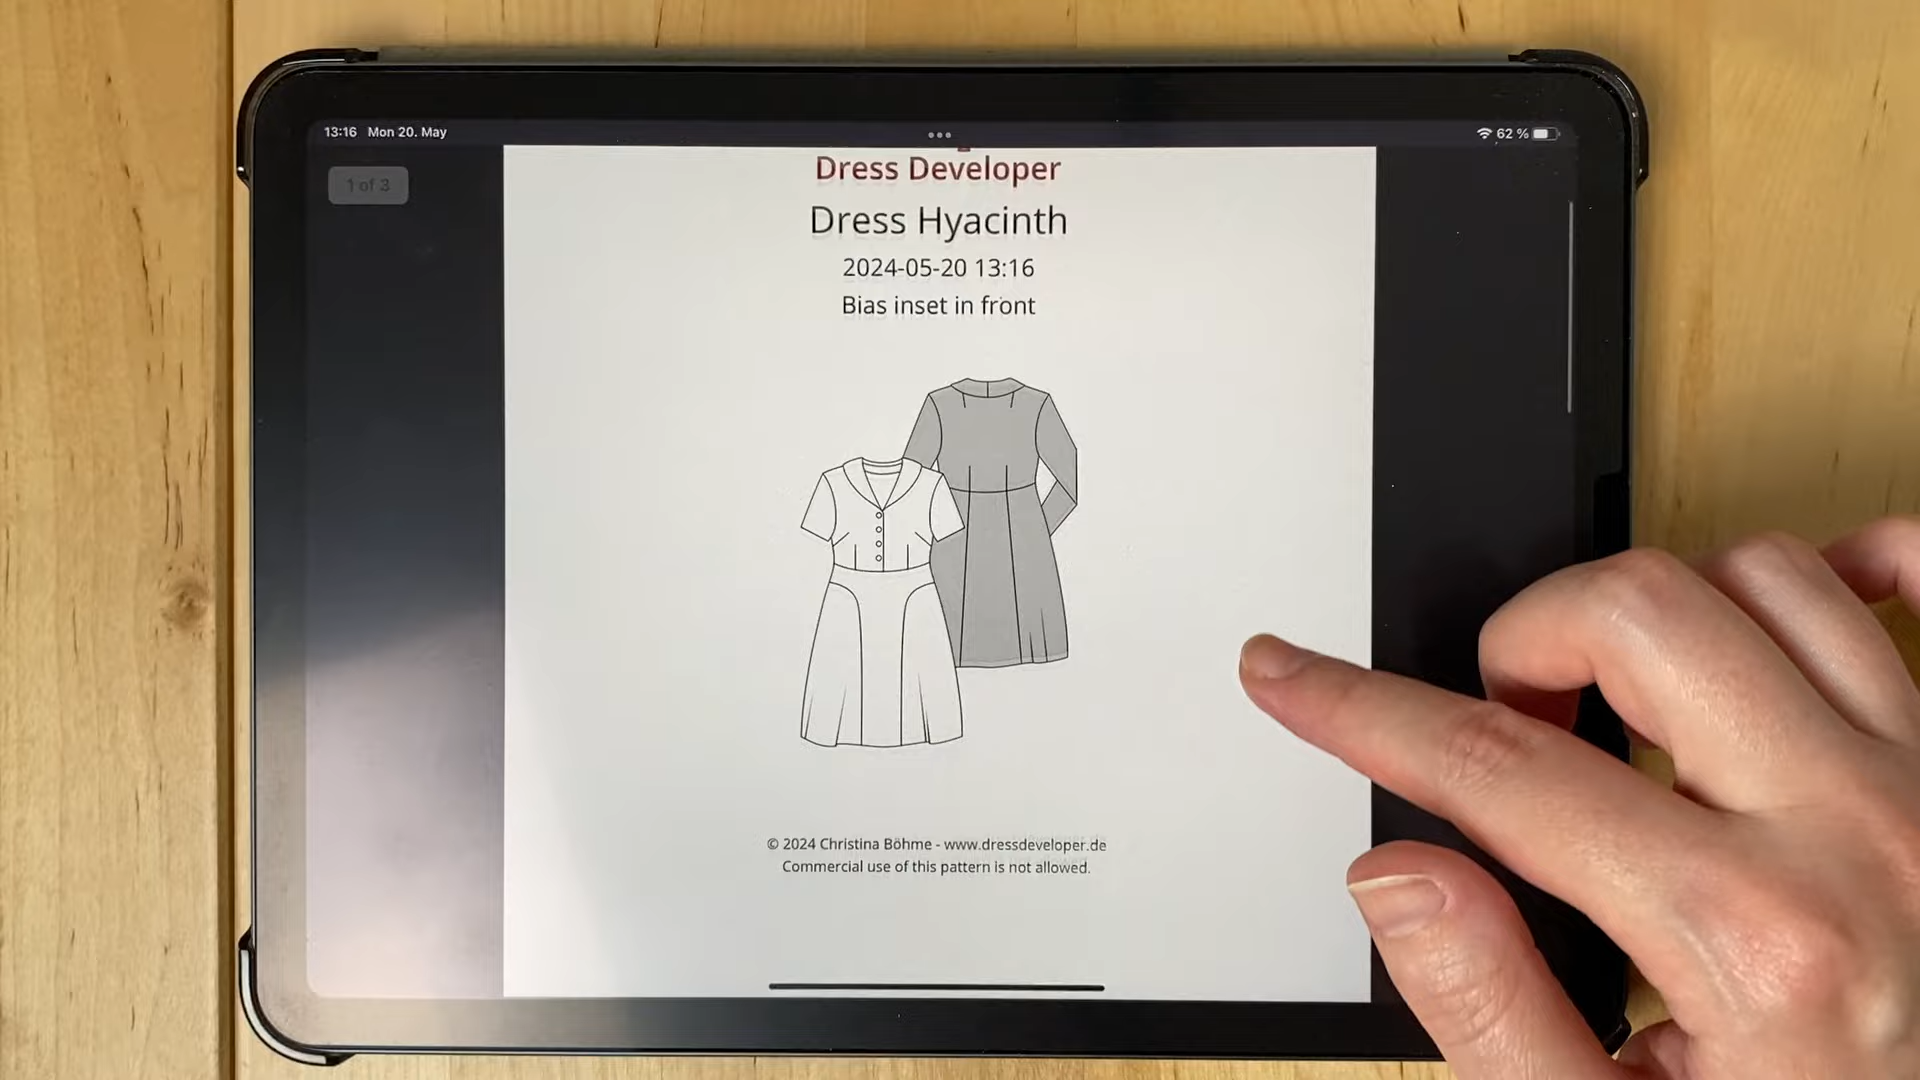 13:16 Mon 20. May
62 %
1 of 3
Dress Developer
Dress Hyacinth
2024-05-20 13:16
Bias inset in front
© 2024 Christina Böhme - www.dressdeveloper.de
Commercial use of this pattern is not allowed.